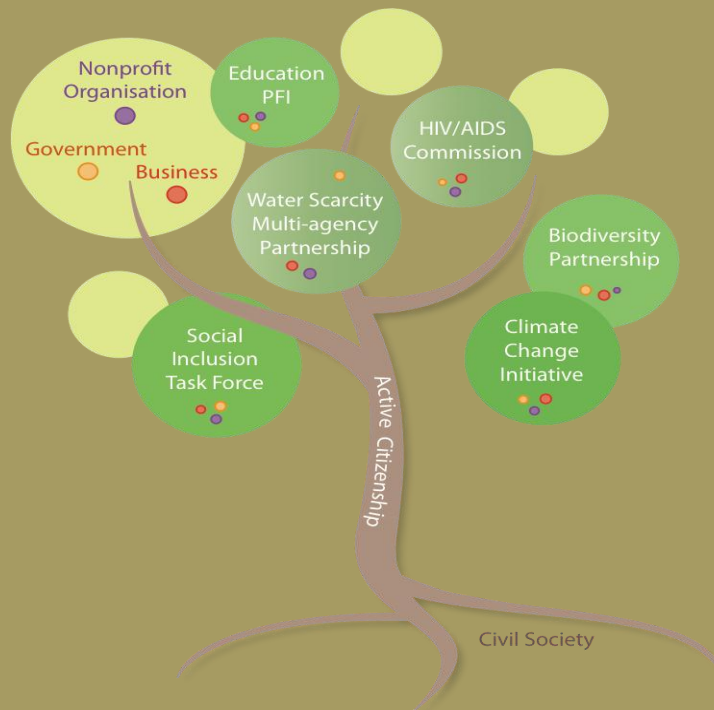 Nonprofit
Organisation
Government
Business
Education
PFI
HIV/AIDS
Commission
Water Scarcity
Multi-agency
Partnership
Biodiversity
Partnership
Social
Inclusion
Task Force
Climate
Change
Initiative
Active Citizenship
Civil Society